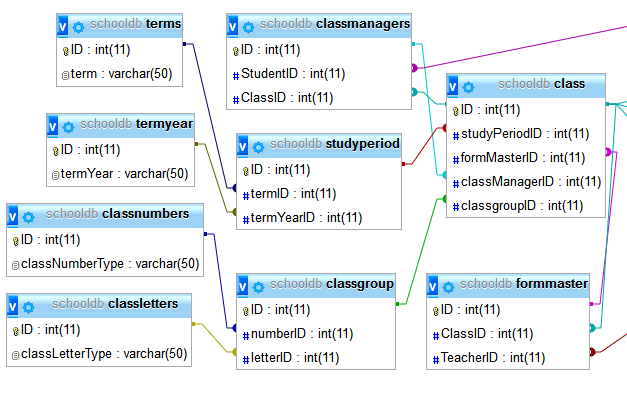 schooldb terms
ID : int(11)
term : varchar(50)
schooldb classmanagers
ID : int(11)
StudentID : int(11)
ClassID : int(11)
schooldb class
ID : int(11)
studyPeriodID : int(11)
formMasterID : int(11)
classManagerID : int(11)
classgroupID : int(11)
schooldb termyear
ID : int(11)
termYear : varchar(50)
schooldb studyperiod
ID : int(11)
termID : int(11)
termYearID : int(11)
schooldb classnumbers
ID : int(11)
classNumberType : varchar(50)
schooldb classletters
ID : int(11)
classLetterType : varchar(50)
schooldb classgroup
ID : int(11)
numberID : int(11)
letterID : int(11)
schooldb formmaster
ID : int(11)
ClassID : int(11)
TeacherID : int(11)